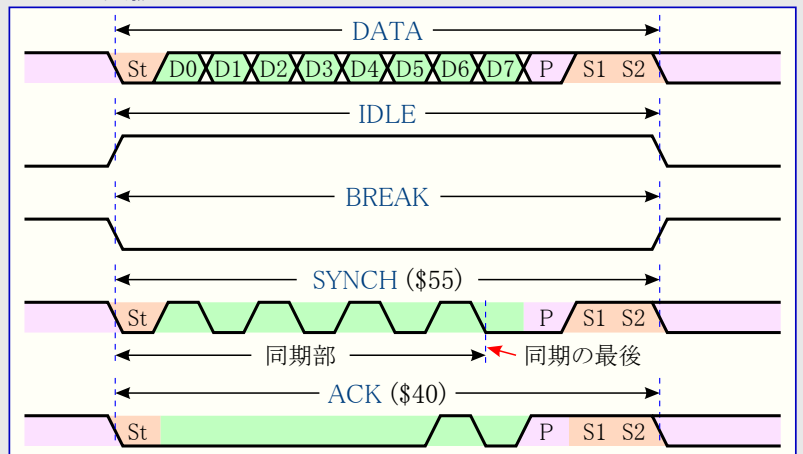 DATA
St D0 D1 D2 D3 D4 D5 D6 D7 P S1 S2
IDLE
BREAK
SYNCH ($55)
St P S1 S2
同期部 同期の最後
ACK ($40)
St P S1 S2